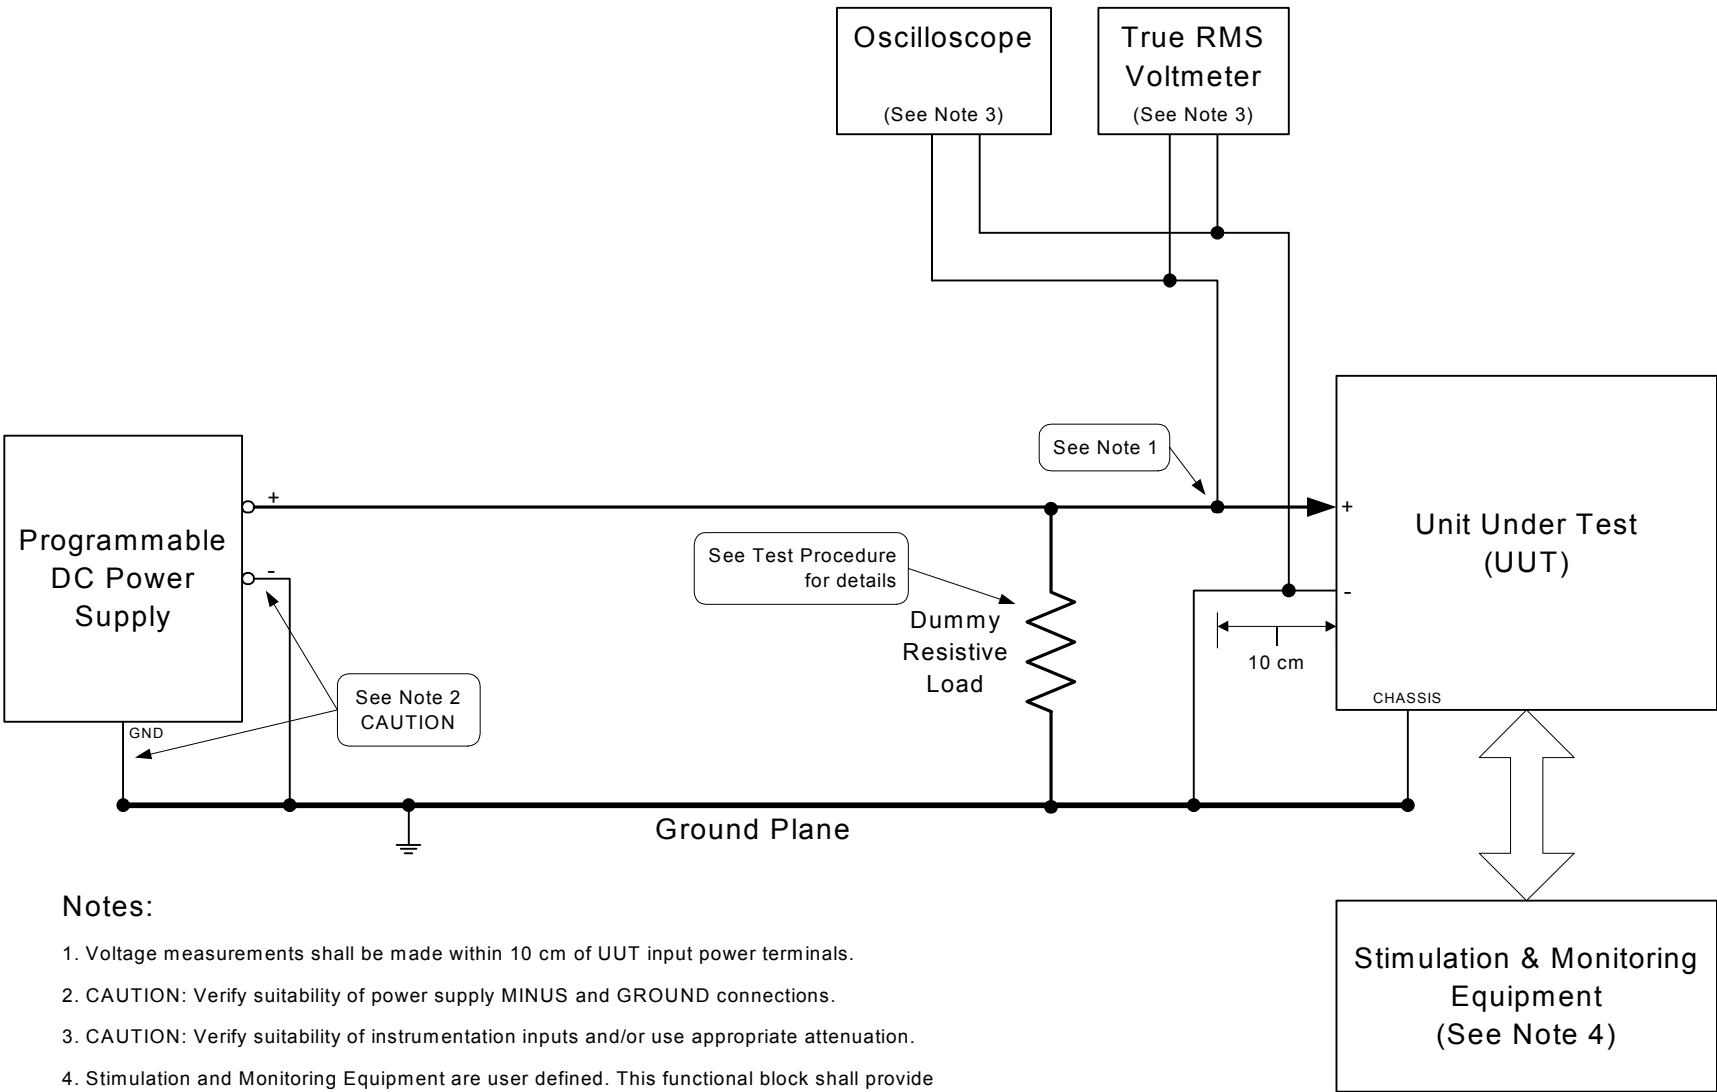 Oscilloscope
(See Note 3)
True RMS
Voltmeter
(See Note 3)
See Note 1
Programmable
DC Power
Supply
+
-
GND
See Note 2
CAUTION
See Test Procedure
for details
Dummy
Resistive
Load
+
-
10 cm
Unit Under Test
(UUT)
CHASSIS
Ground Plane
Stimulation & Monitoring
Equipment
(See Note 4)
Notes:
1. Voltage measurements shall be made within 10 cm of UUT input power terminals.
2. CAUTION: Verify suitability of power supply MINUS and GROUND connections.
3. CAUTION: Verify suitability of instrumentation inputs and/or use appropriate attenuation.
4. Stimulation and Monitoring Equipment are user defined. This functional block shall provide